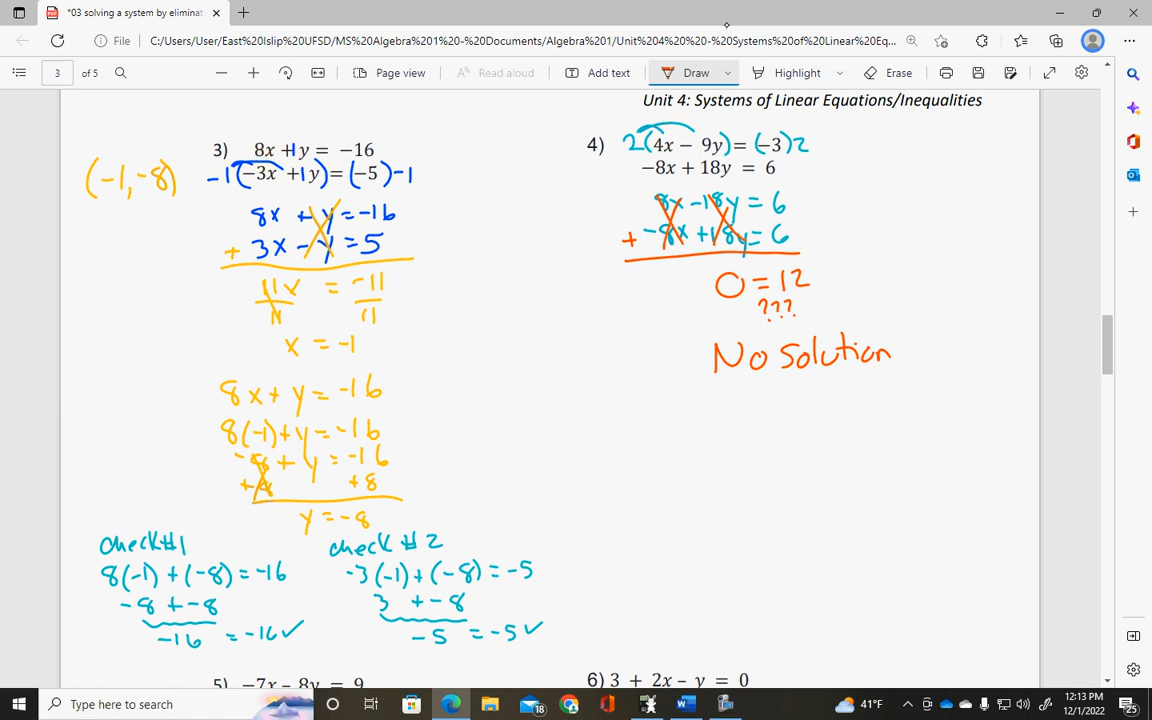 *03 solving a system by eliminat
File C:/Users/User/East%20Islip%20UFSD/MS%20Algebra%201%20-%20Documents/Algebra%201/Unit%204%20%20-%20Systems%20of%20Linear%20Eq...
3 of 5 Page view Read aloud Add text Draw Highlight Erase
Unit 4: Systems of Linear Equations/Inequalities
3) 8x +1y = −16
-1(−3x +1y)=(−5)-1
(-1,-8)
8x + y = -16
+ 3x - y = 5
11x = -11
11 11
x = -1
8x + y = -16
8(-1)+y = -16
-8 + y = -16
+8 +8
y = -8
check #1
8(-1) + (-8) = -16
-8 + -8
-16 = -16 ✓
check #2
-3(-1) + (-8) = -5
3 + -8
-5 = -5 ✓
4) 2(4x − 9y)=(−3)2
−8x + 18y = 6
8x -18y = 6
+ -8x +18y = 6
0 = 12
???
No Solution
5) −7x − 8y = 9
6) 3 + 2x − y = 0
Type here to search
18
41°F
12:13 PM
12/1/2022
25